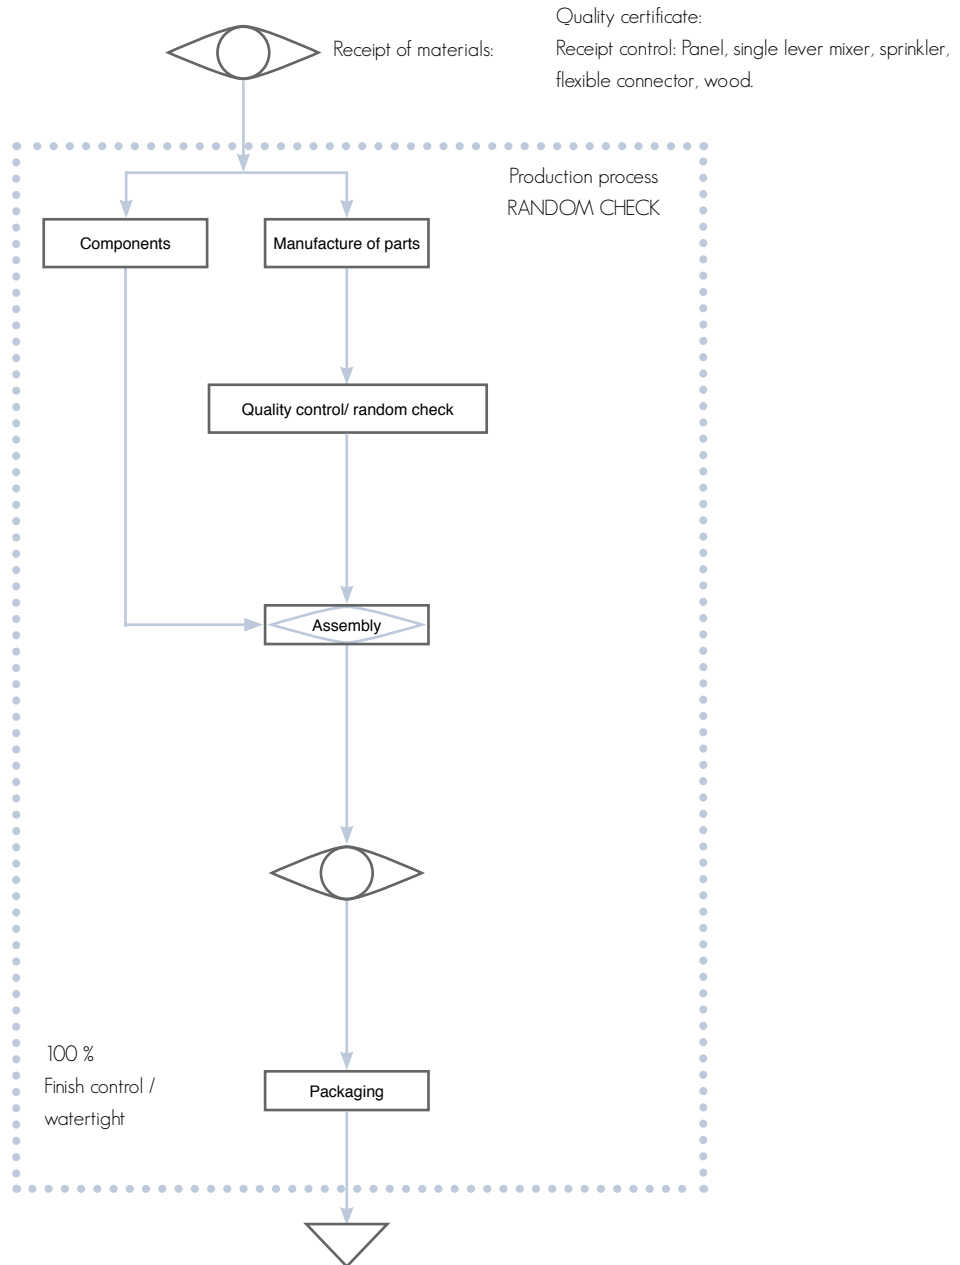 Quality certificate:
Receipt of materials:
Receipt control: Panel, single lever mixer, sprinkler,
flexible connector, wood.
Production process
RANDOM CHECK
Components
Manufacture of parts
Quality control/ random check
Assembly
100 %
Finish control /
watertight
Packaging